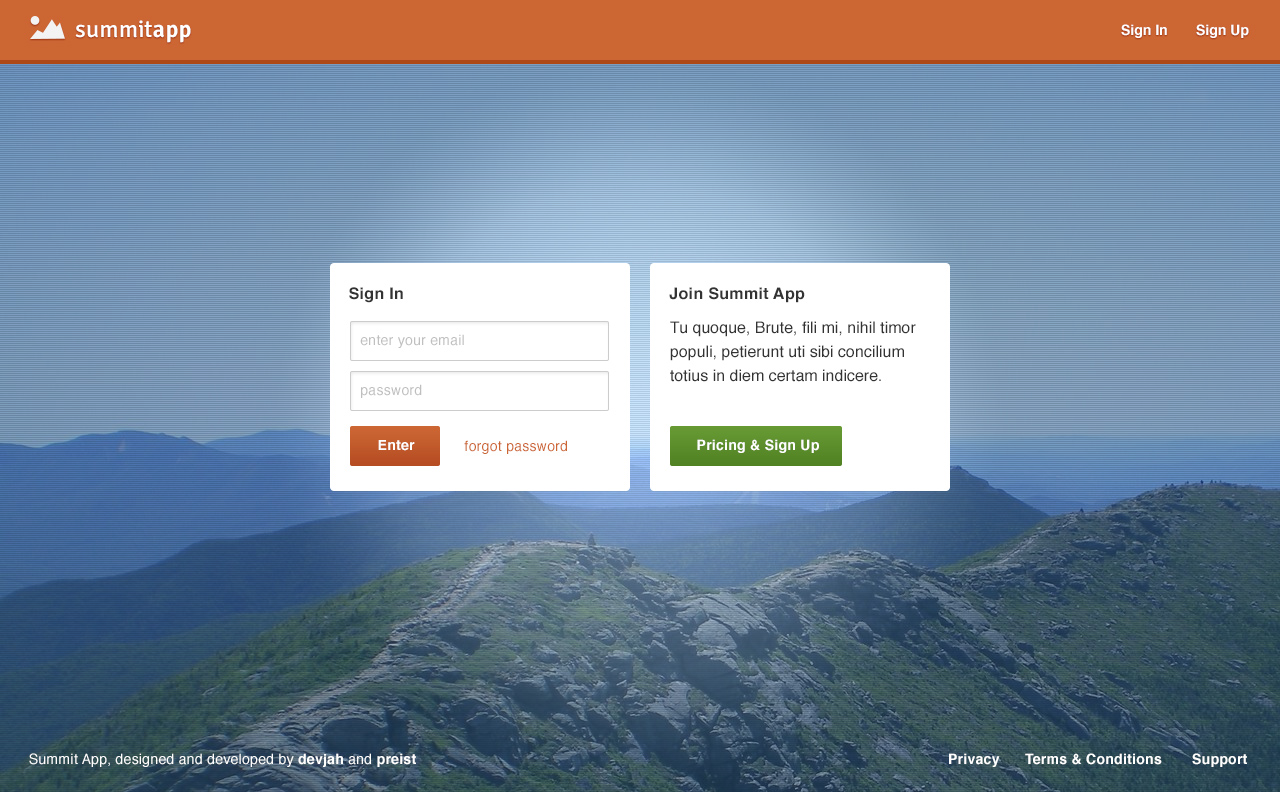 summitapp
Sign In
Sign Up
Sign In
enter your email
password
Enter
forgot password
Join Summit App
Tu quoque, Brute, fili mi, nihil timor
populi, petierunt uti sibi concilium
totius in diem certam indicere.
Pricing & Sign Up
Summit App, designed and developed by devjah and preist
Privacy
Terms & Conditions
Support